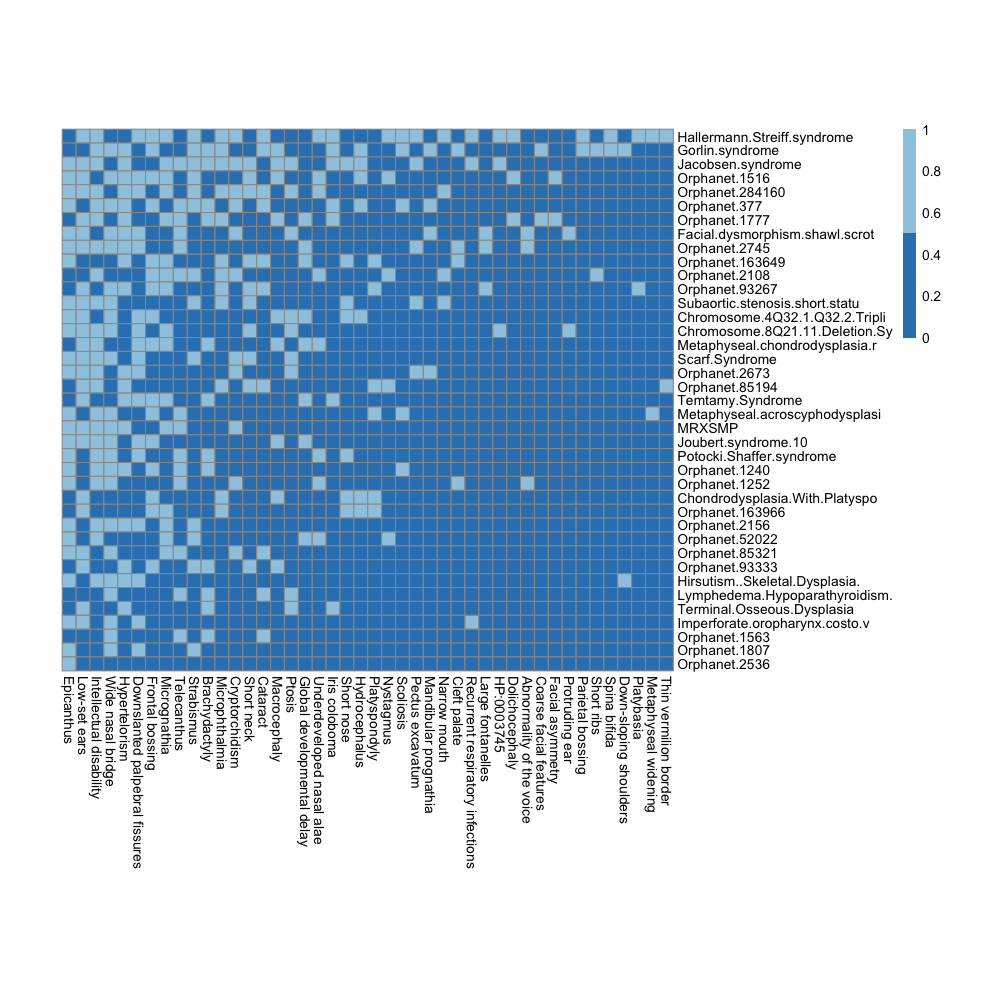 Hallermann.Streiff.syndrome
Gorlin.syndrome
Jacobsen.syndrome
Orphanet.1516
Orphanet.284160
Orphanet.377
Orphanet.1777
Facial.dysmorphism.shawl.scrot
Orphanet.2745
Orphanet.163649
Orphanet.2108
Orphanet.93267
Subaortic.stenosis.short.statu
Chromosome.4Q32.1.Q32.2.Tripli
Chromosome.8Q21.11.Deletion.Sy
Metaphyseal.chondrodysplasia.r
Scarf.Syndrome
Orphanet.2673
Orphanet.85194
Temtamy.Syndrome
Metaphyseal.acroscyphodysplasi
MRXSMP
Joubert.syndrome.10
Potocki.Shaffer.syndrome
Orphanet.1240
Orphanet.1252
Chondrodysplasia.With.Platyspo
Orphanet.163966
Orphanet.2156
Orphanet.52022
Orphanet.85321
Orphanet.93333
Hirsutism..Skeletal.Dysplasia.
Lymphedema.Hypoparathyroidism.
Terminal.Osseous.Dysplasia
Imperforate.oropharynx.costo.v
Orphanet.1563
Orphanet.1807
Orphanet.2536
1
0.8
0.6
0.4
0.2
0
Epicanthus
Low-set ears
Intellectual disability
Wide nasal bridge
Hypertelorism
Downslanted palpebral fissures
Frontal bossing
Micrognathia
Telecanthus
Strabismus
Brachydactyly
Microphthalmia
Cryptorchidism
Short neck
Cataract
Macrocephaly
Ptosis
Global developmental delay
Underdeveloped nasal alae
Iris coloboma
Short nose
Hydrocephalus
Platyspondyly
Nystagmus
Scoliosis
Pectus excavatum
Mandibular prognathia
Narrow mouth
Cleft palate
Recurrent respiratory infections
Large fontanelles
HP:0003745
Dolichocephaly
Abnormality of the voice
Coarse facial features
Facial asymmetry
Protruding ear
Parietal bossing
Short ribs
Spina bifida
Down-sloping shoulders
Platybasia
Metaphyseal widening
Thin vermilion border